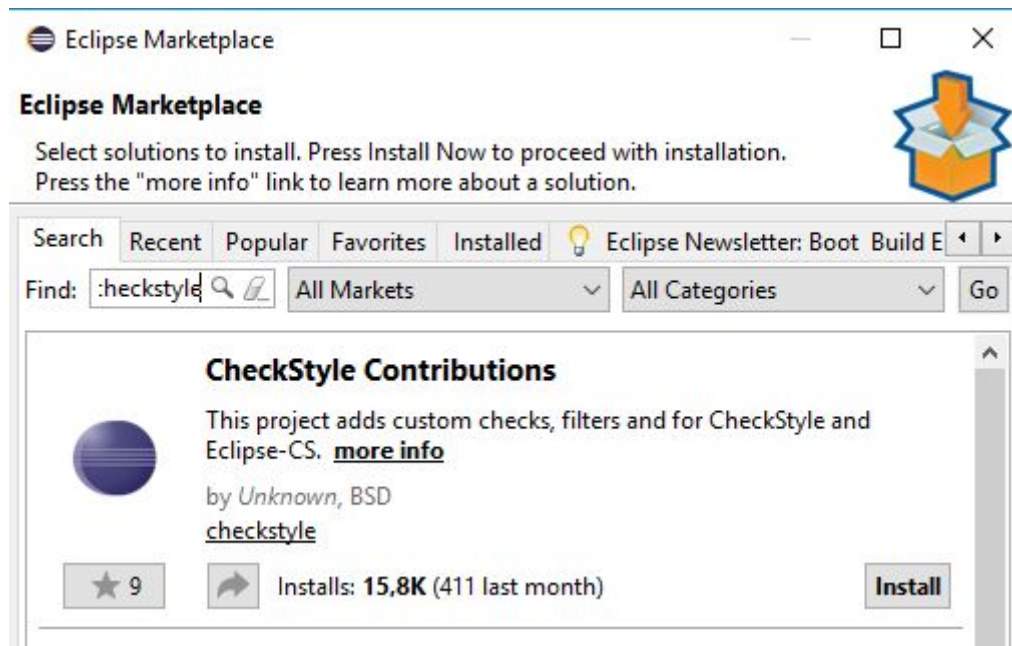 Eclipse Marketplace
Eclipse Marketplace
Select solutions to install. Press Install Now to proceed with installation.
Press the "more info" link to learn more about a solution.
Search Recent Popular Favorites Installed Eclipse Newsletter: Boot Build E
Find: :heckstyle All Markets All Categories Go
CheckStyle Contributions
This project adds custom checks, filters and for CheckStyle and
Eclipse-CS. more info
by Unknown, BSD
checkstyle
9 Installs: 15,8K (411 last month) Install